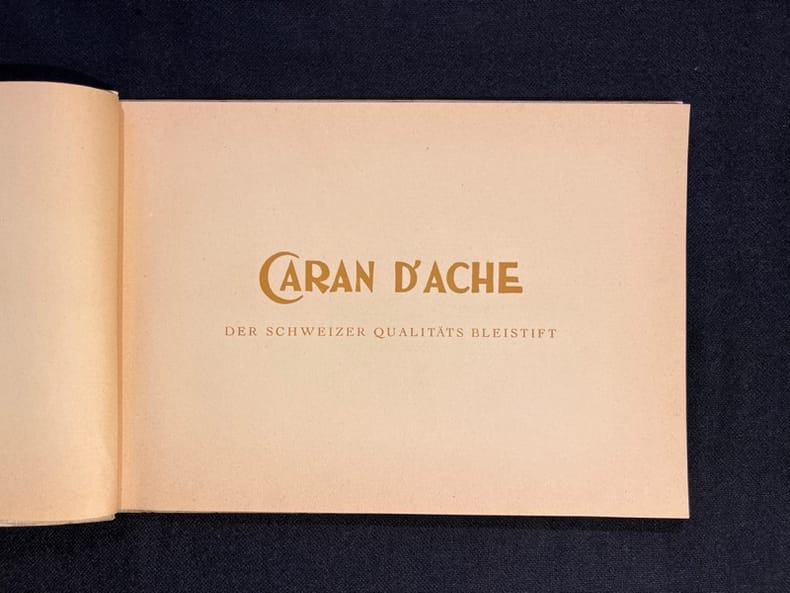 CARAN D'ACHE
DER SCHWEIZER QUALITÄTS BLEISTIFT